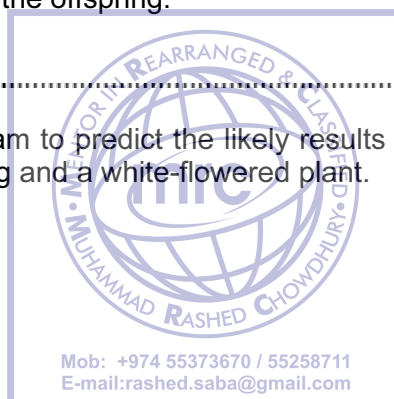 the offspring.
am to predict the likely results
g and a white-flowered plant.
MENTOR IN REARRANGED & CLASSIFIED
mrc
MUHAMMAD RASHED CHOWDHURY
Mob: +974 55373670 / 55258711
E-mail:rashed.saba@gmail.com